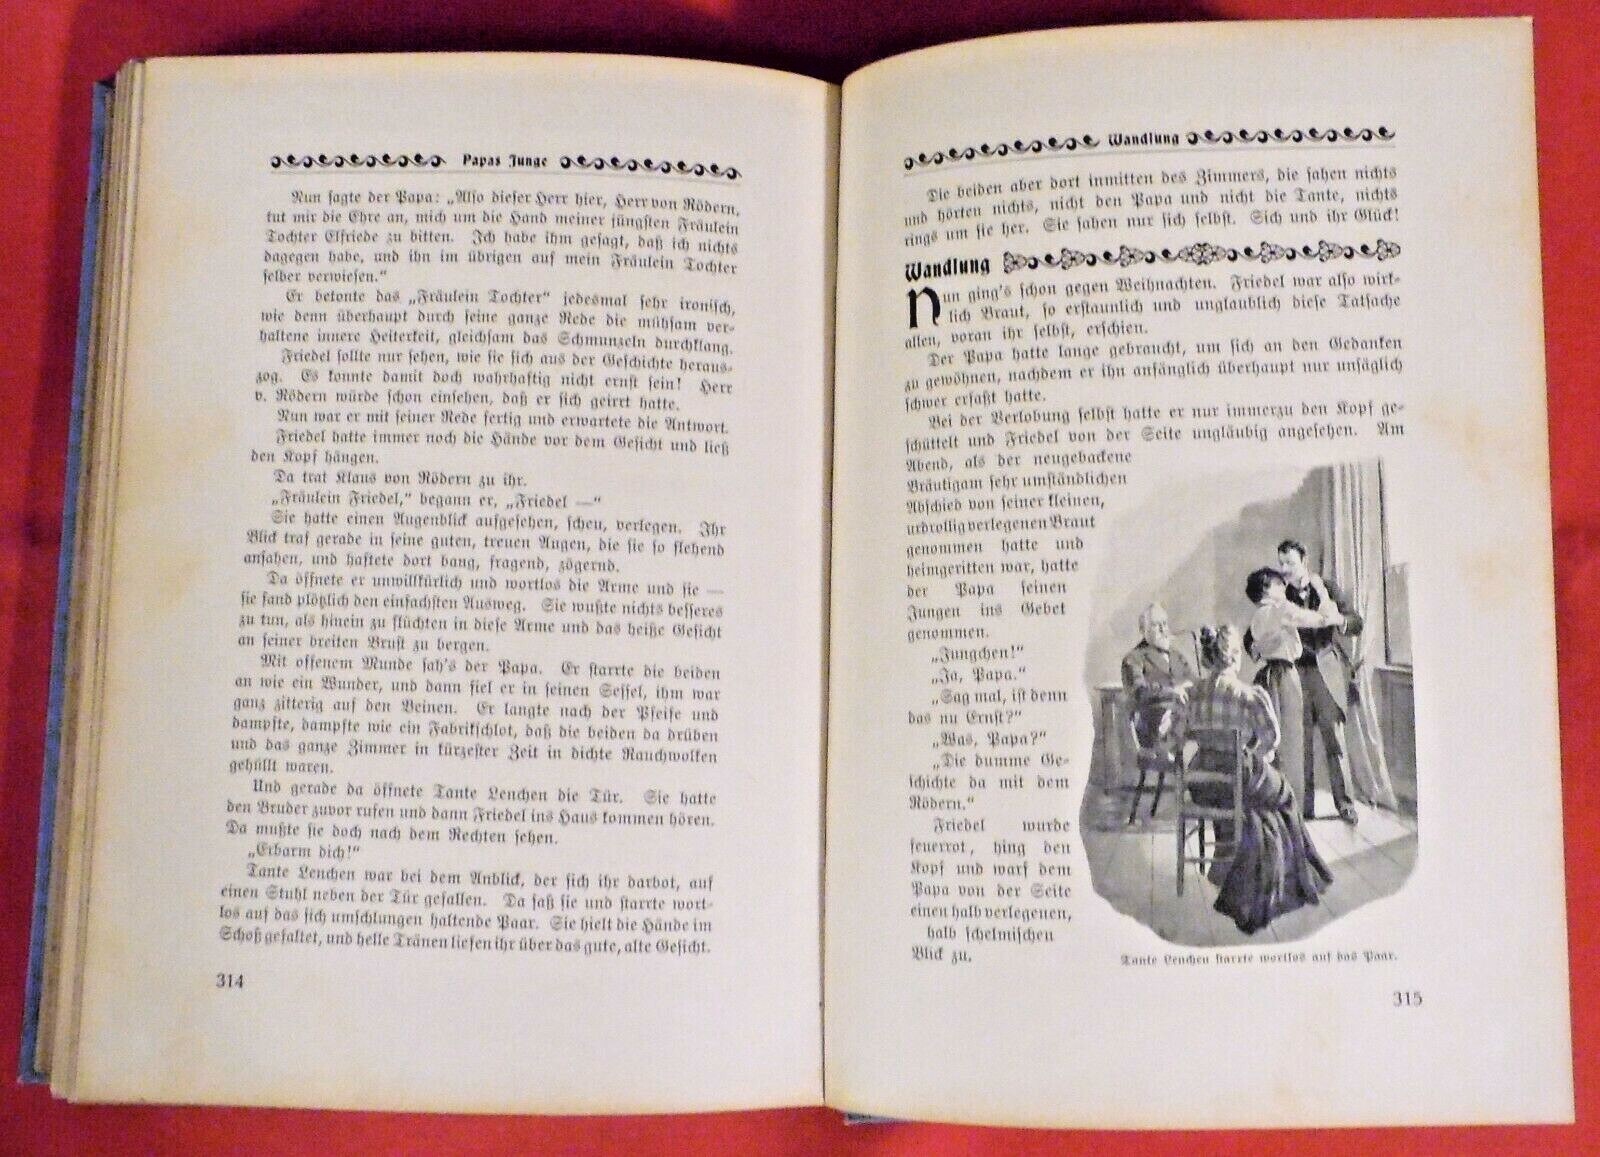 Papas Junge
Nun sagte der Papa: „Also dieser Herr hier, Herr von Rödern,
tut mir die Ehre an, mich um die Hand meiner jüngsten Fräulein
Tochter Elfriede zu bitten. Ich habe ihm gesagt, daß ich nichts
dagegen habe, und ihn im übrigen auf mein Fräulein Tochter
selber verwiesen.“
Er betonte das „Fräulein Tochter“ jedesmal sehr ironisch,
wie denn überhaupt durch seine ganze Rede die mühsam ver-
haltene innere Heiterkeit, gleichsam das Schmunzeln durchklang.
Friedel sollte nur sehen, wie sie sich aus der Geschichte heraus-
zog. Es konnte damit doch wahrhaftig nicht ernst sein! Herr
v. Rödern würde schon einsehen, daß er sich geirrt hatte.
Nun war er mit seiner Rede fertig und erwartete die Antwort.
Friedel hatte immer noch die Hände vor dem Gesicht und ließ
den Kopf hängen.
Da trat Klaus von Rödern zu ihr.
„Fräulein Friedel,“ begann er, „Friedel —“
Sie hatte einen Augenblick aufgesehen, scheu, verlegen. Ihr
Blick traf gerade in seine guten, treuen Augen, die sie so flehend
ansahen, und haftete dort bang, fragend, zögernd.
Da öffnete er unwillkürlich und wortlos die Arme und sie —
sie fand plötzlich den einfachsten Ausweg. Sie wußte nichts besseres
zu tun, als hinein zu flüchten in diese Arme und das heiße Gesicht
an seiner breiten Brust zu bergen.
Mit offenem Munde sah's der Papa. Er starrte die beiden
an wie ein Wunder, und dann fiel er in seinen Sessel, ihm war
ganz zitterig auf den Beinen. Er langte nach der Pfeife und
dampfte, dampfte wie ein Fabrikschlot, daß die beiden da drüben
und das ganze Zimmer in kürzester Zeit in dichte Rauchwolken
gehüllt waren.
Und gerade da öffnete Tante Lenchen die Tür. Sie hatte
den Bruder zuvor rufen und dann Friedel ins Haus kommen hören.
Da mußte sie doch nach dem Rechten sehen.
„Erbarm dich!“
Tante Lenchen war bei dem Anblick, der sich ihr darbot, auf
einen Stuhl neben der Tür gefallen. Da saß sie und starrte wort-
los auf das sich umschlungen haltende Paar. Sie hielt die Hände im
Schoß gefaltet, und helle Tränen liefen ihr über das gute, alte Gesicht.
314
Wandlung
Die beiden aber dort inmitten des Zimmers, die sahen nichts
und hörten nichts, nicht den Papa und nicht die Tante, nichts
rings um sie her. Sie sahen nur sich selbst. Sich und ihr Glück!
Wandlung
Nun ging's schon gegen Weihnachten. Friedel war also wirk-
lich Braut, so erstaunlich und unglaublich diese Tatsache
allen, voran ihr selbst, erschien.
Der Papa hatte lange gebraucht, um sich an den Gedanken
zu gewöhnen, nachdem er ihn anfänglich überhaupt nur unsäglich
schwer erfaßt hatte.
Bei der Verlobung selbst hatte er nur immerzu den Kopf ge-
schüttelt und Friedel von der Seite ungläubig angesehen. Am
Abend, als der neugebackene
Bräutigam sehr umständlichen
Abschied von seiner kleinen,
urdrollig verlegenen Braut
genommen hatte und
heimgeritten war, hatte
der Papa seinen
Jungen ins Gebet
genommen.
„Jungchen!“
„Ja, Papa.“
„Sag mal, ist denn
das nu Ernst?“
„Was, Papa?“
„Die dumme Ge-
schichte da mit dem
Rödern.“
Friedel wurde
feuerrot, hing den
Kopf und warf dem
Papa von der Seite
einen halb verlegenen,
halb schelmischen
Blick zu.
Tante Lenchen starrte wortlos auf das Paar.
315